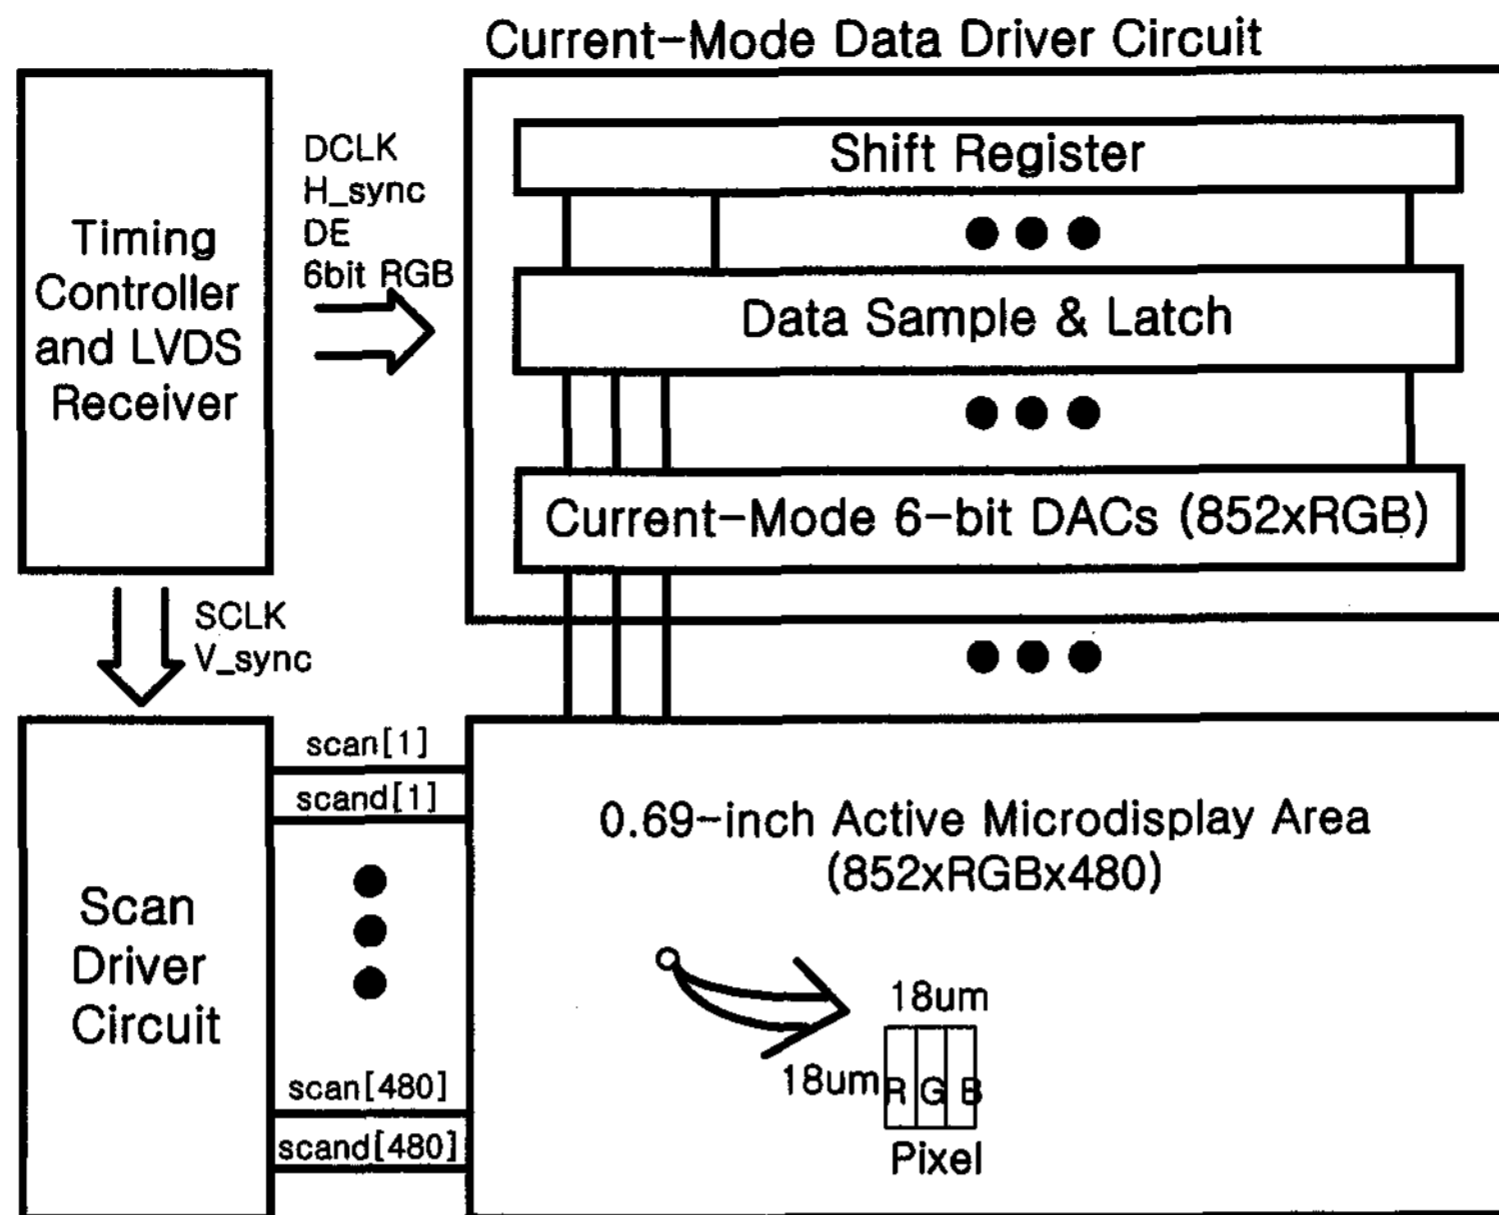 Current-Mode Data Driver Circuit
Timing
Controller
and LVDS
Receiver
DCLK
H_sync
DE
6bit RGB
Shift Register
Data Sample & Latch
Current-Mode 6-bit DACs (852xRGB)
SCLK
V_sync
Scan
Driver
Circuit
scan[1]
scand[1]
scan[480]
scand[480]
0.69-inch Active Microdisplay Area
(852xRGBx480)
18um
18um
R G B
Pixel